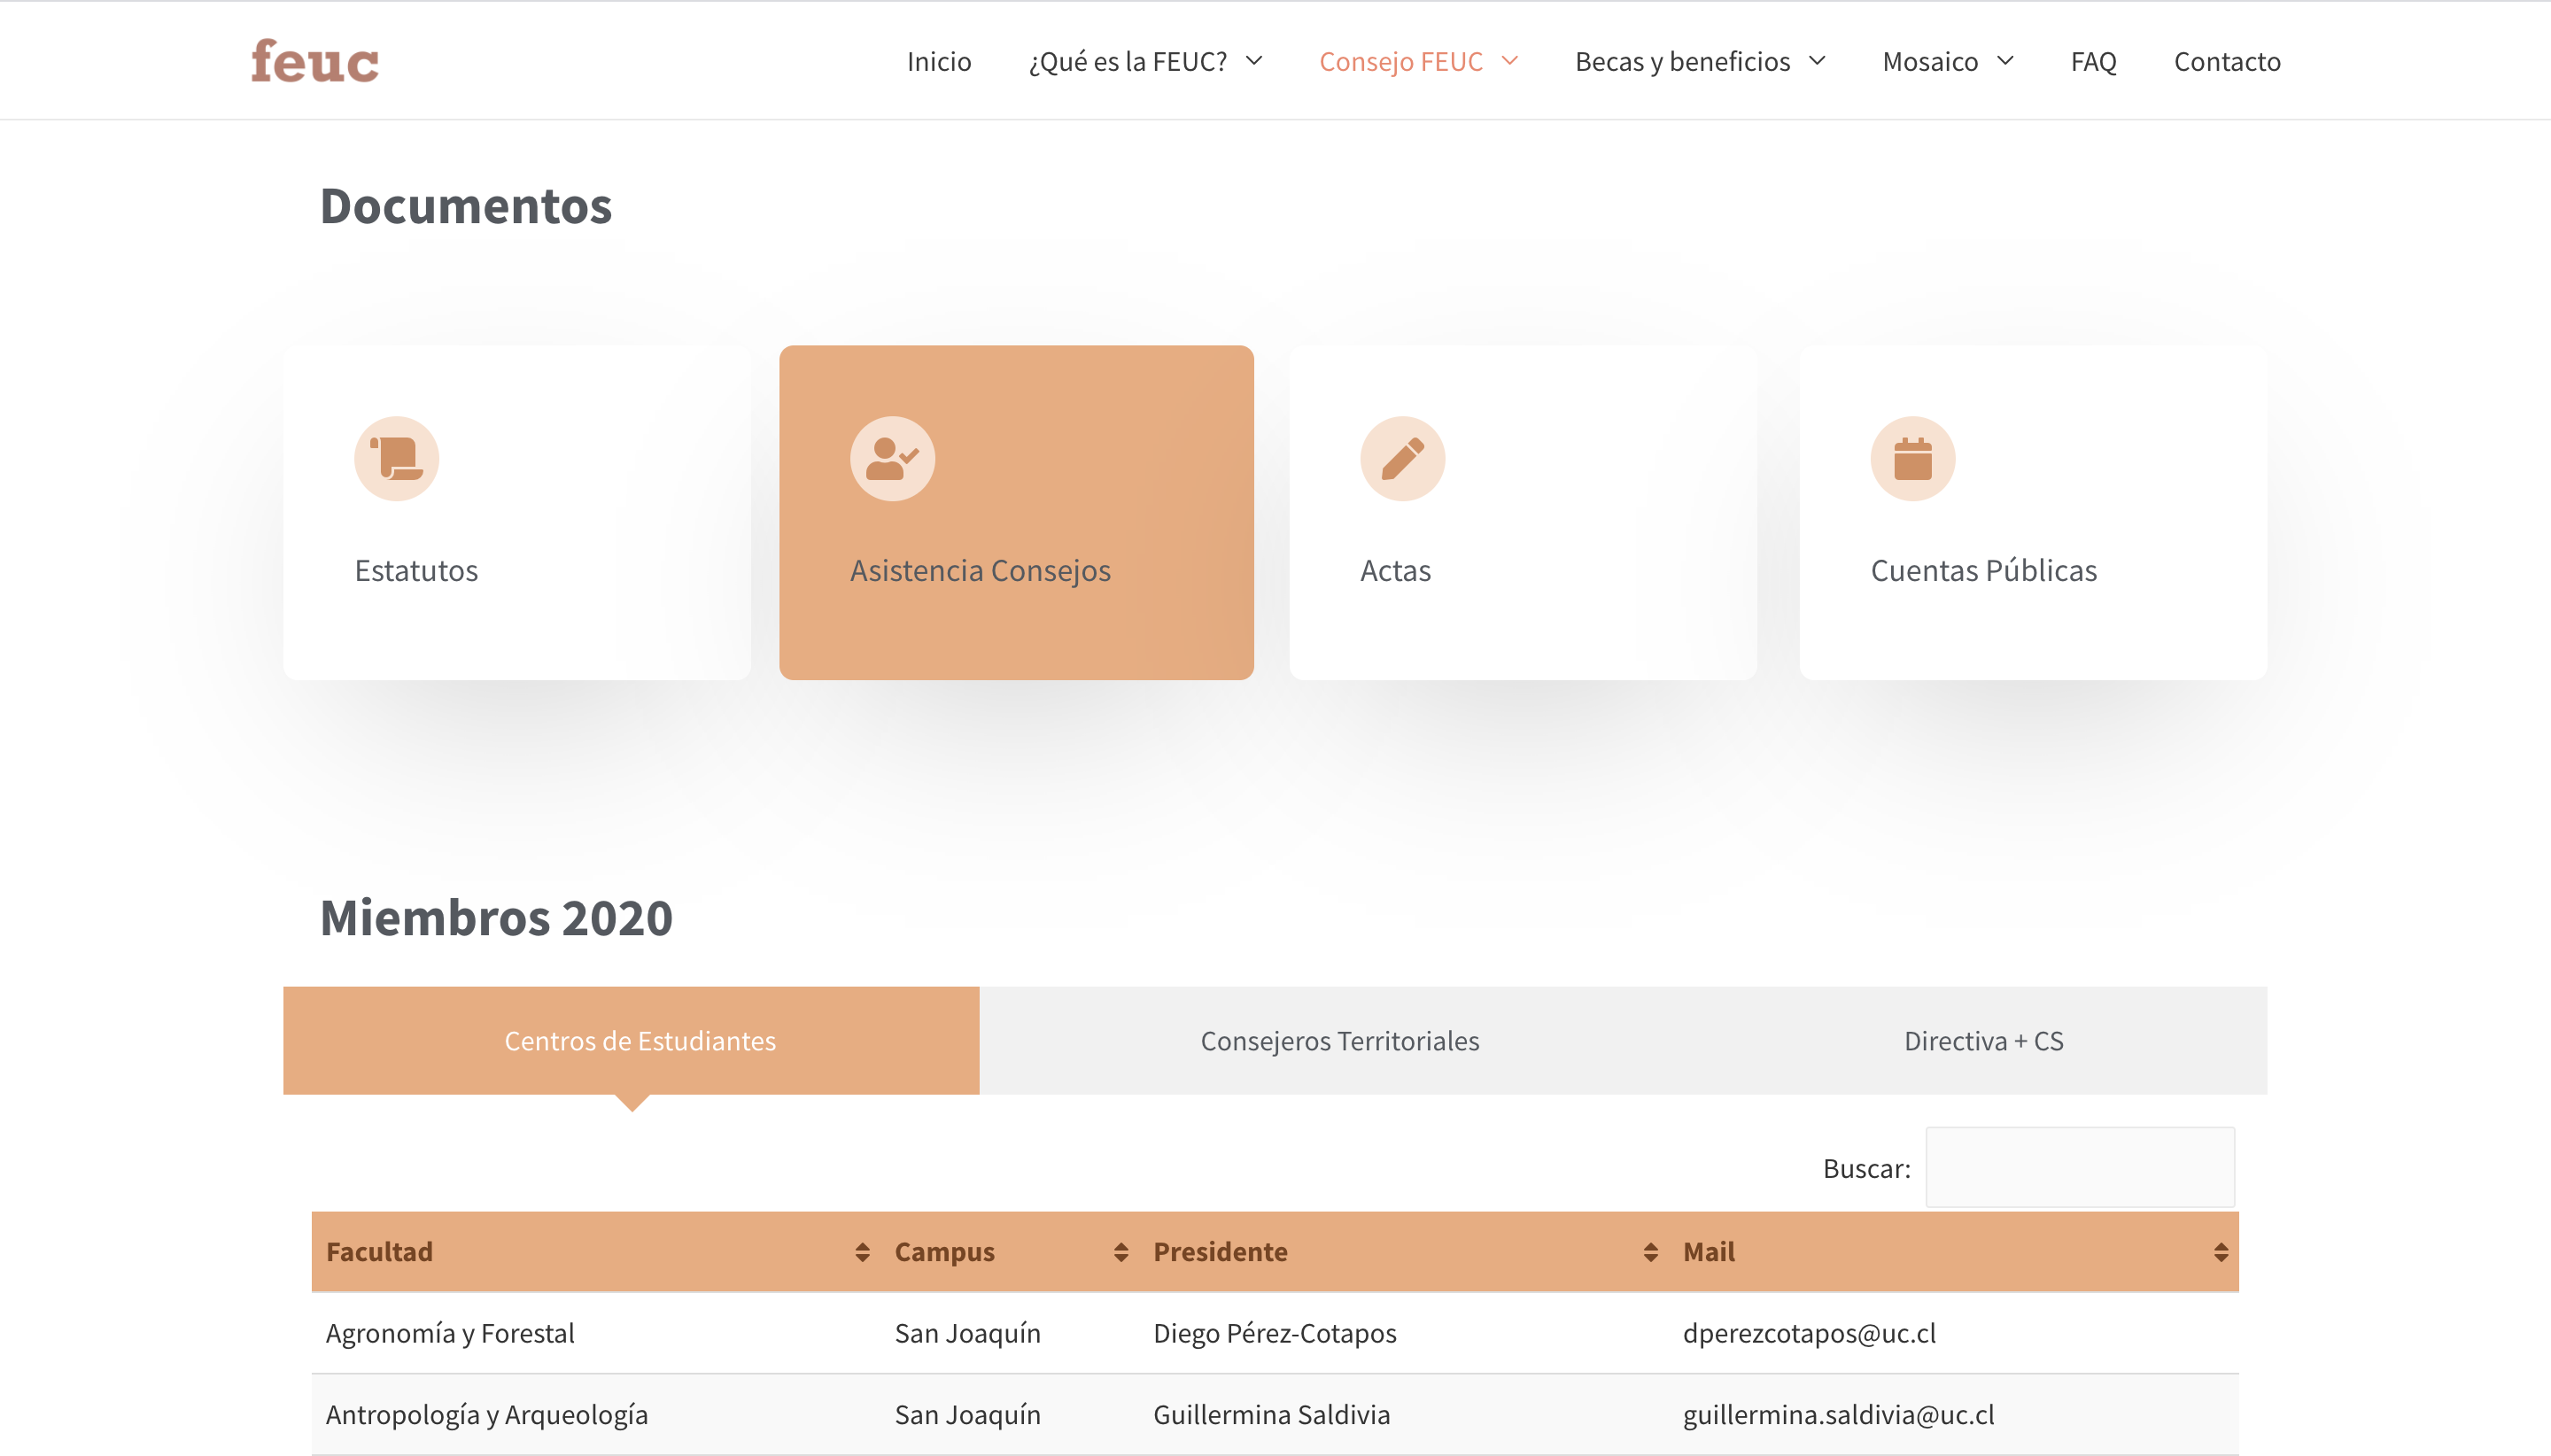 feuc
Inicio ¿Qué es la FEUC? Consejo FEUC Becas y beneficios Mosaico FAQ Contacto
Documentos
Estatutos
Asistencia Consejos
Actas
Cuentas Públicas
Miembros 2020
Centros de Estudiantes Consejeros Territoriales Directiva + CS
Buscar:
Facultad Campus Presidente Mail
Agronomía y Forestal San Joaquín Diego Pérez-Cotapos dperezcotapos@uc.cl
Antropología y Arqueología San Joaquín Guillermina Saldivia guillermina.saldivia@uc.cl